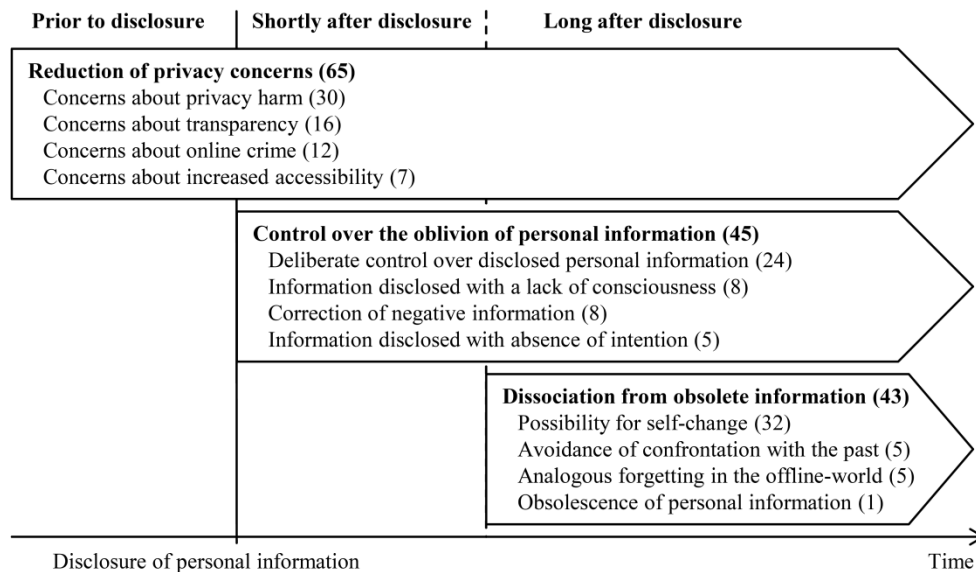 Prior to disclosure Shortly after disclosure Long after disclosure
Reduction of privacy concerns (65)
Concerns about privacy harm (30)
Concerns about transparency (16)
Concerns about online crime (12)
Concerns about increased accessibility (7)
Control over the oblivion of personal information (45)
Deliberate control over disclosed personal information (24)
Information disclosed with a lack of consciousness (8)
Correction of negative information (8)
Information disclosed with absence of intention (5)
Dissociation from obsolete information (43)
Possibility for self-change (32)
Avoidance of confrontation with the past (5)
Analogous forgetting in the offline-world (5)
Obsolescence of personal information (1)
Disclosure of personal information Time